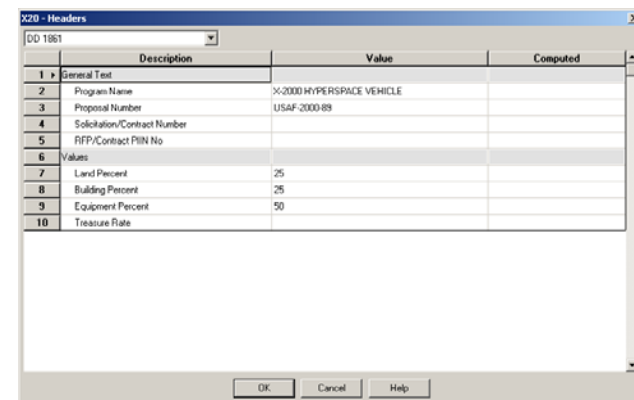 X20 - Headers
DD 1861
Description Value Computed
1 General Text
2 Program Name X-2000 HYPERSPACE VEHICLE
3 Proposal Number USAF-2000-89
4 Solicitation/Contract Number
5 RFP/Contract PIIN No
6 Values
7 Land Percent 25
8 Building Percent 25
9 Equipment Percent 50
10 Treasure Rate
OK Cancel Help